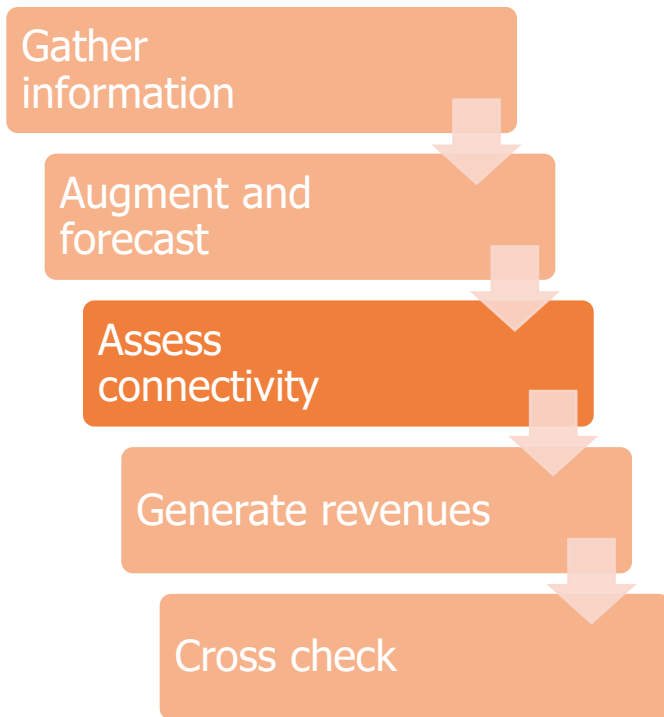 Gather
information
Augment and
forecast
Assess
connectivity
Generate revenues
Cross check